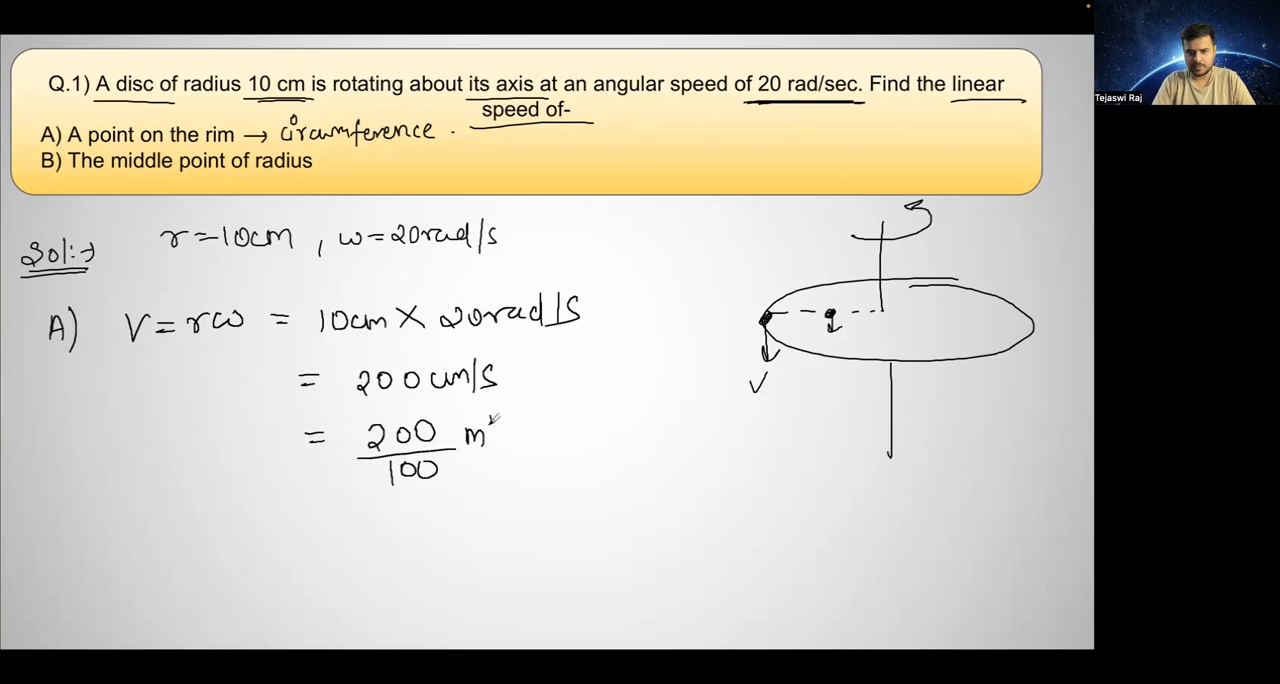 Q.1) A disc of radius 10 cm is rotating about its axis at an angular speed of 20 rad/sec. Find the linear
speed of-
A) A point on the rim → circumference.
B) The middle point of radius
Sol:→
r=10cm, ω=20rad/s
A) V=rω = 10cm × 20rad/s
= 200cm/s
= 200/100 m
V
Tejaswi Raj